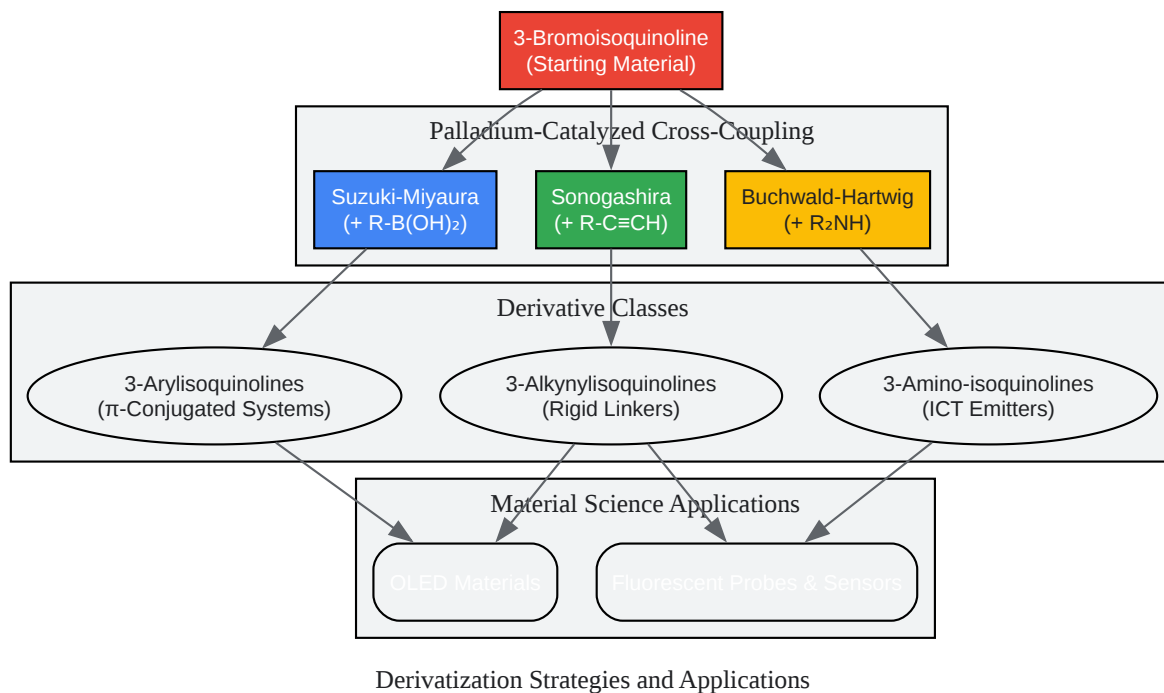 3-Bromoisoquinoline
(Starting Material)
Palladium-Catalyzed Cross-Coupling
Suzuki-Miyaura
(+ R-B(OH)₂)
Sonogashira
(+ R-C≡CH)
Buchwald-Hartwig
(+ R₂NH)
Derivative Classes
3-Arylisoquinolines
(π-Conjugated Systems)
3-Alkynylisoquinolines
(Rigid Linkers)
3-Amino-isoquinolines
(ICT Emitters)
Material Science Applications
OLED Materials
Fluorescent Probes & Sensors
Derivatization Strategies and Applications